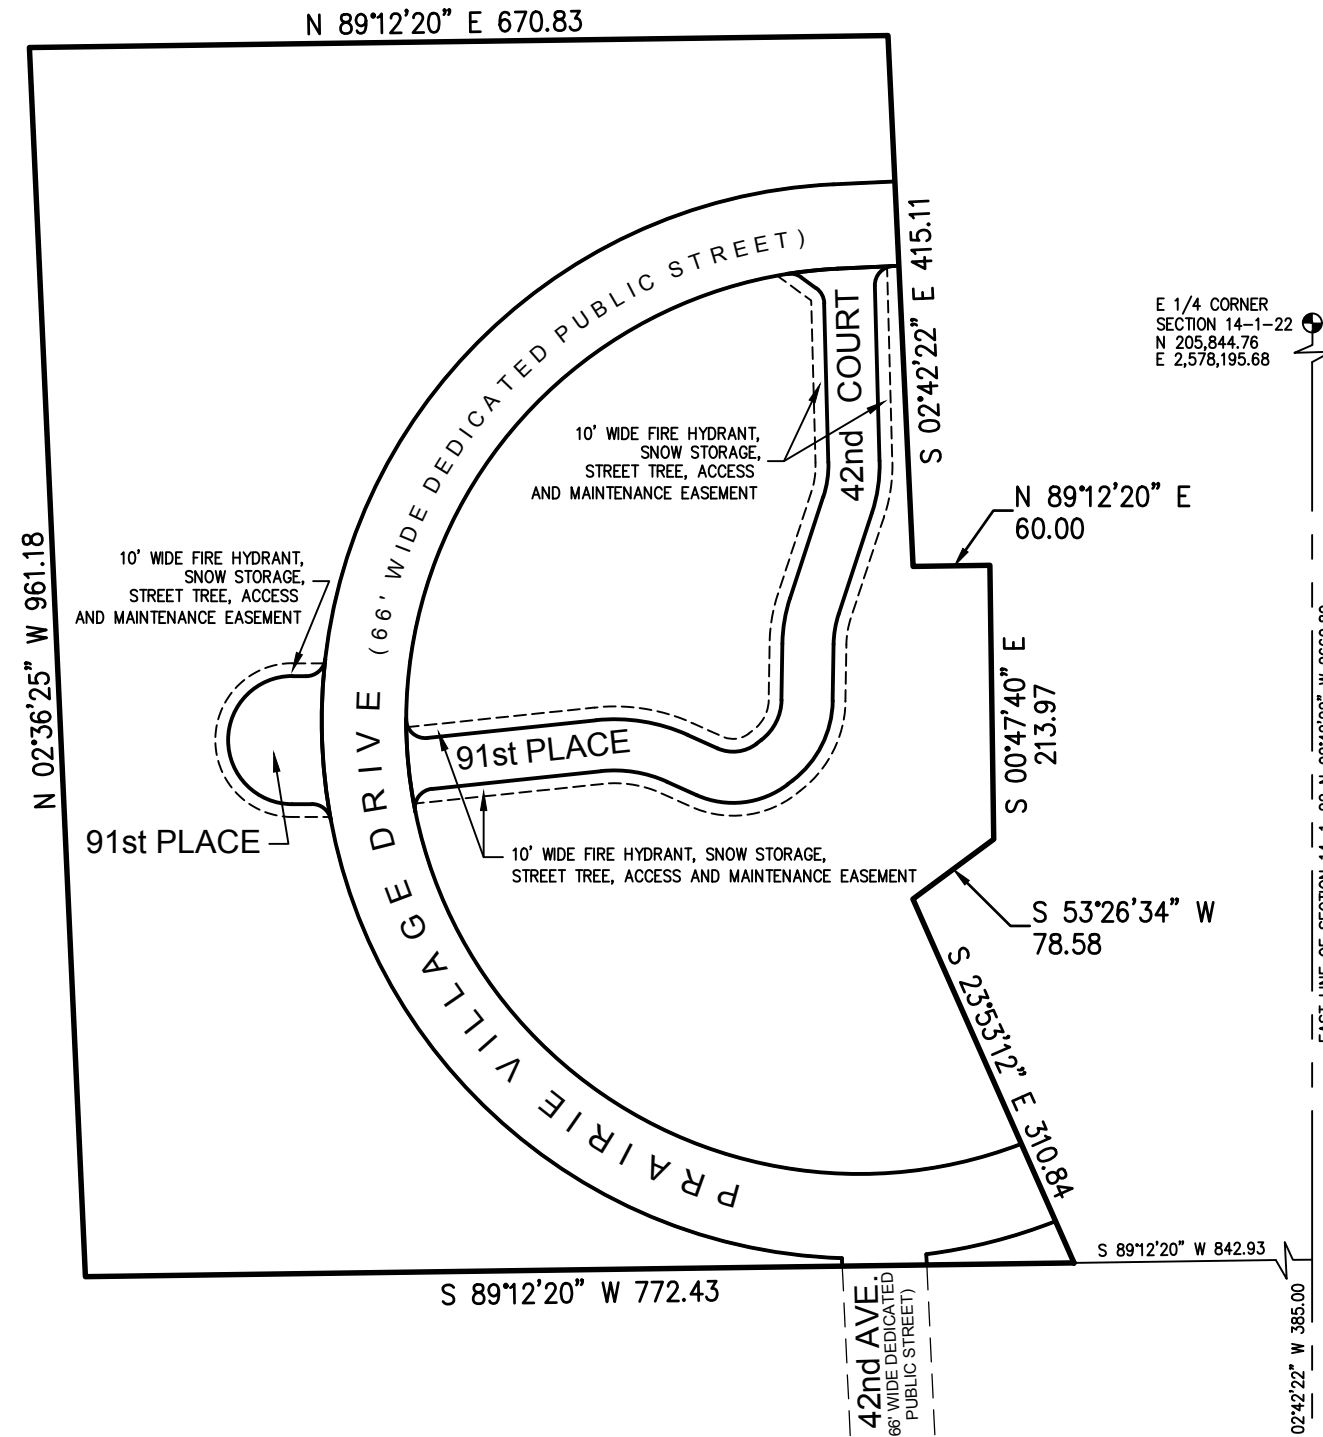 N 89°12'20" E 670.83
S 02°42'22" E 415.11
E 1/4 CORNER
SECTION 14-1-22
N 205,844.76
E 2,578,195.68
(66' WIDE DEDICATED PUBLIC STREET)
42nd COURT
10' WIDE FIRE HYDRANT,
SNOW STORAGE,
STREET TREE, ACCESS
AND MAINTENANCE EASEMENT
N 89°12'20" E
60.00
N 02°36'25" W 961.18
10' WIDE FIRE HYDRANT,
SNOW STORAGE,
STREET TREE, ACCESS
AND MAINTENANCE EASEMENT
S 00°47'40" E
213.97
91st PLACE
91st PLACE
PRAIRIE VILLAGE DRIVE
10' WIDE FIRE HYDRANT, SNOW STORAGE,
STREET TREE, ACCESS AND MAINTENANCE EASEMENT
S 53°26'34" W
78.58
S 23°53'12" E 310.84
S 89°12'20" W 842.93
S 89°12'20" W 772.43
42nd AVE.
66' WIDE DEDICATED
PUBLIC STREET)
02°42'22" W 385.00